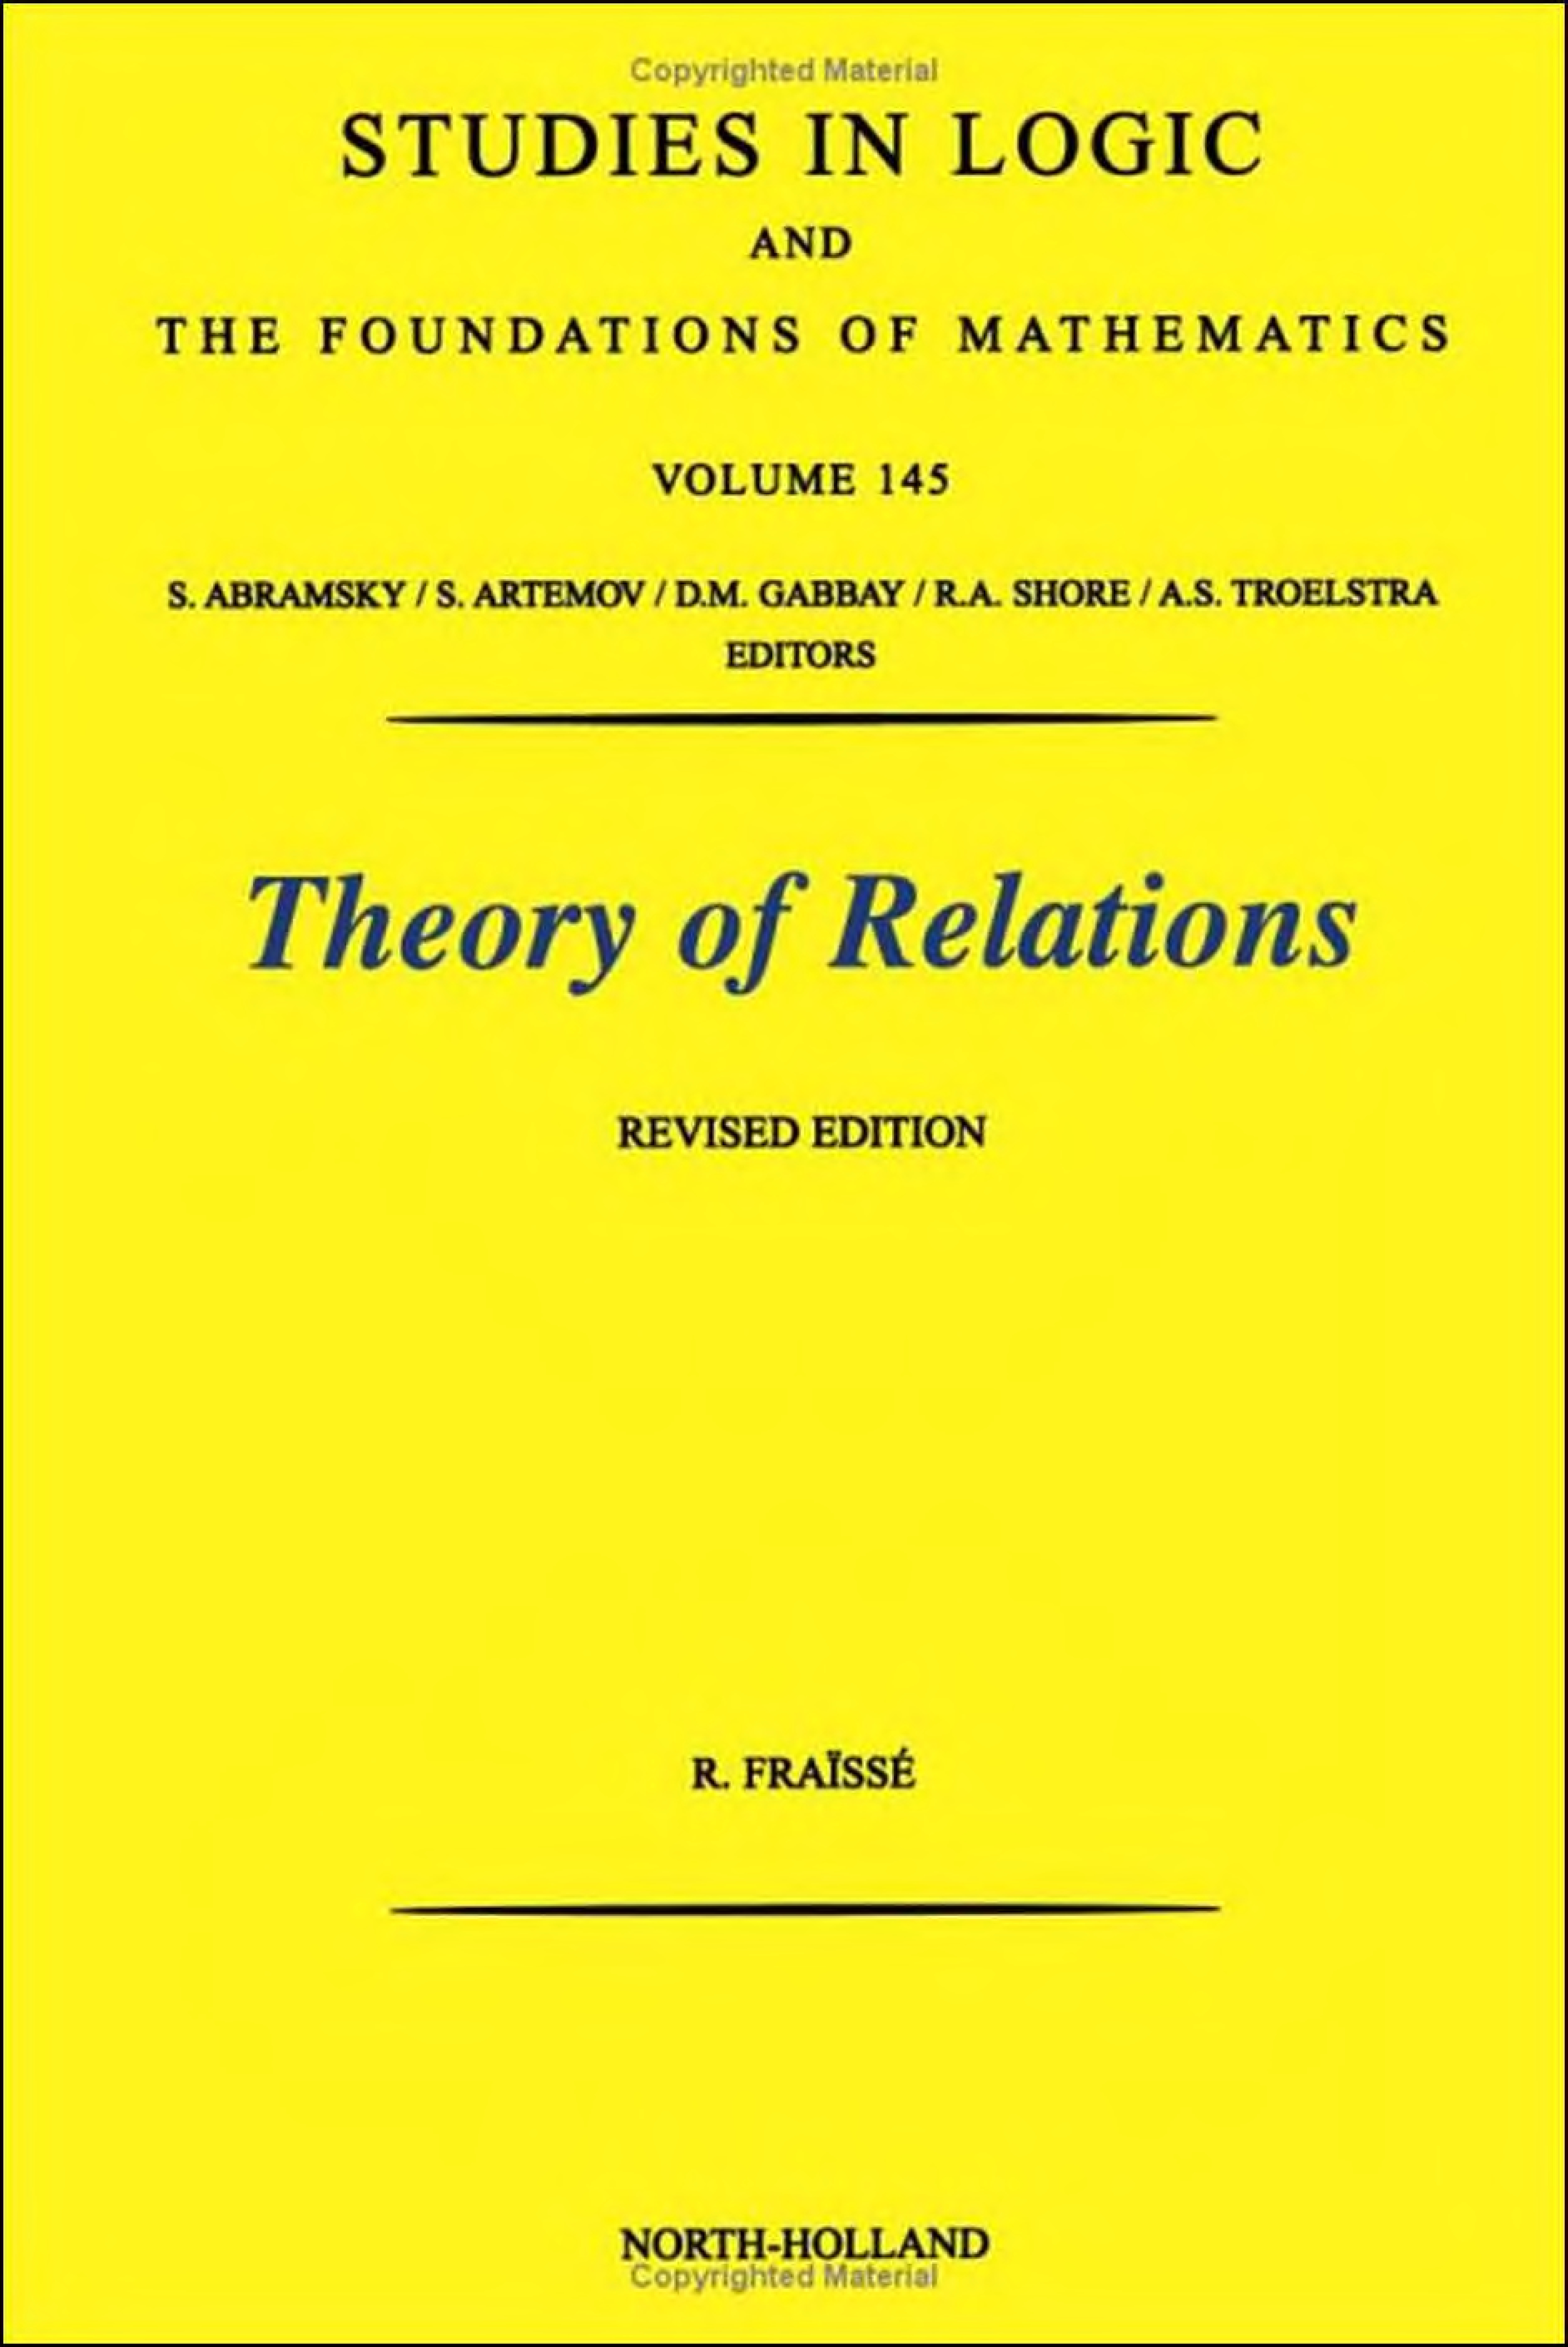 Copyrighted Material
STUDIES IN LOGIC
AND
THE FOUNDATIONS OF MATHEMATICS
VOLUME 145
S. ABRAMSKY / S. ARTEMOV / D.M. GABBAY / R.A. SHORE / A.S. TROELSTRA
EDITORS
Theory of Relations
REVISED EDITION
R. FRAÏSSÉ
NORTH-HOLLAND
Copyrighted Material